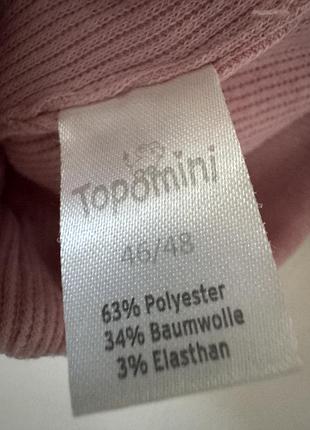 Topomini
46/48
63% Polyester
34% Baumwolle
3% Elasthan